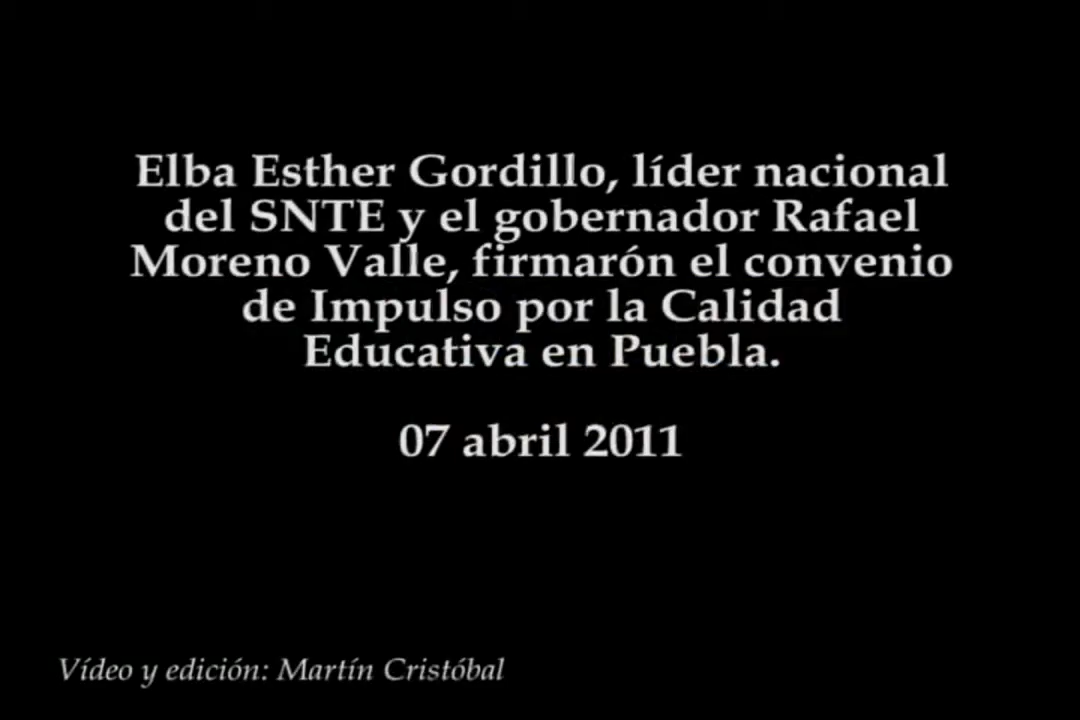 Elba Esther Gordillo, líder nacional
del SNTE y el gobernador Rafael
Moreno Valle, firmarón el convenio
de Impulso por la Calidad
Educativa en Puebla.
07 abril 2011
Vídeo y edición: Martín Cristóbal